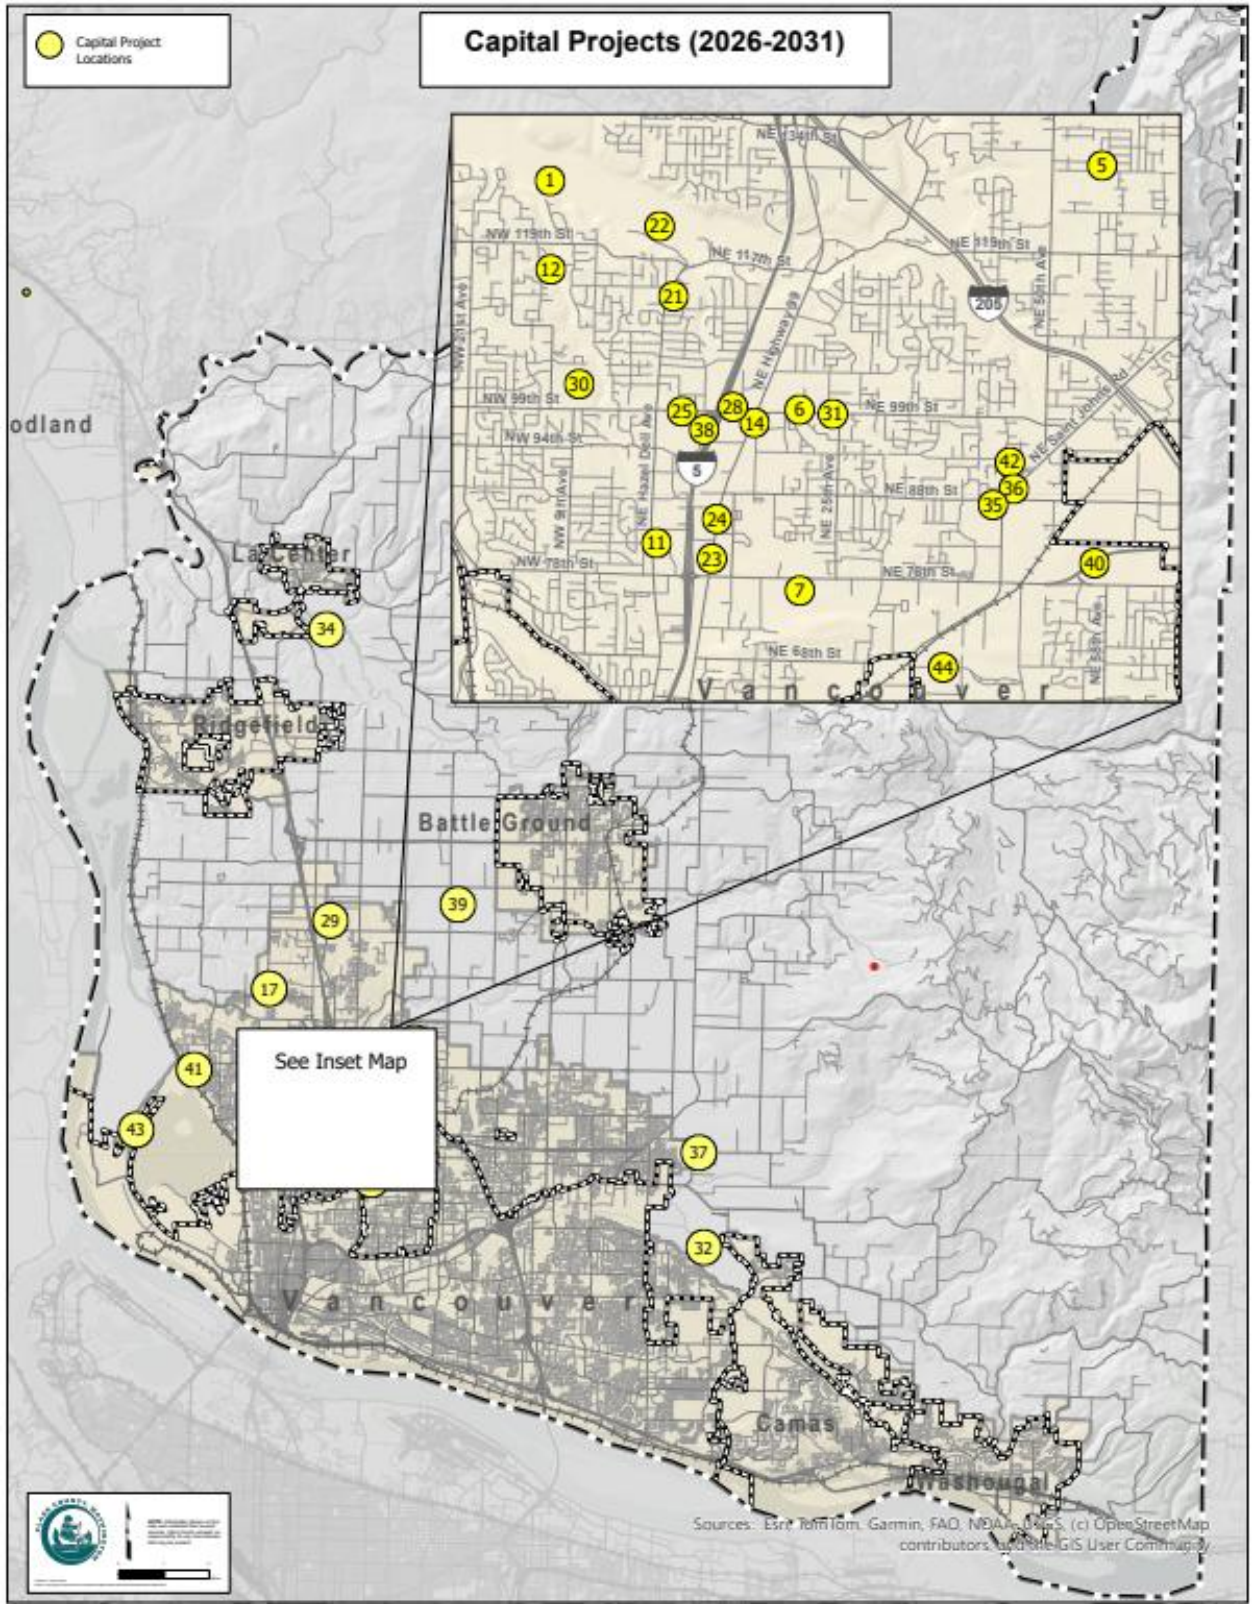 Capital Project
Locations
Capital Projects (2026-2031)
NE 134th St
5
1
22
NW 119th St
NE 117th St
NE 119th St
12
21
NE 50th Ave
205
NW 21st Ave
NE Highway 99
30
NE Saint Johns Rd
NW 99th St
25
28
6
31
NE 99th St
14
38
NW 94th St
NE Hazel Dell Ave
5
42
NE 88th St
36
35
NW 9th Ave
NE 25th Ave
24
11
23
NW 78th St
NE 78th St
40
7
NE 68th St
44
NE 58th Ave
Vancouver
odland
La Center
34
Ridgefield
Battle Ground
39
29
17
See Inset Map
41
43
37
32
Vancouver
Camas
Washougal
CLARK COUNTY WASHINGTON
Sources: Esri, TomTom, Garmin, FAO, NOAA, USGS, (c) OpenStreetMap
contributors, and the GIS User Community